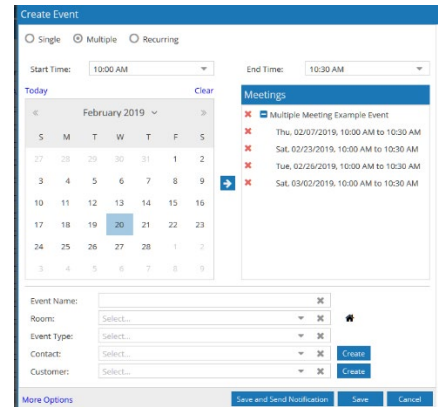 Create Event
Single Multiple Recurring
Start Time: 10:00 AM End Time: 10:30 AM
Today Clear Meetings
« February 2019 »
Multiple Meeting Example Event
S M T W T F S
Thu, 02/07/2019, 10:00 AM to 10:30 AM
27 28 29 30 31 1 2
Sat, 02/23/2019, 10:00 AM to 10:30 AM
3 4 5 6 7 8 9
Tue, 02/26/2019, 10:00 AM to 10:30 AM
10 11 12 13 14 15 16
Sat, 03/02/2019, 10:00 AM to 10:30 AM
17 18 19 20 21 22 23
24 25 26 27 28 1 2
3 4 5 6 7 8 9
Event Name:
Room: Select...
Event Type: Select...
Contact: Select... Create
Customer: Select... Create
More Options Save and Send Notification Save Cancel